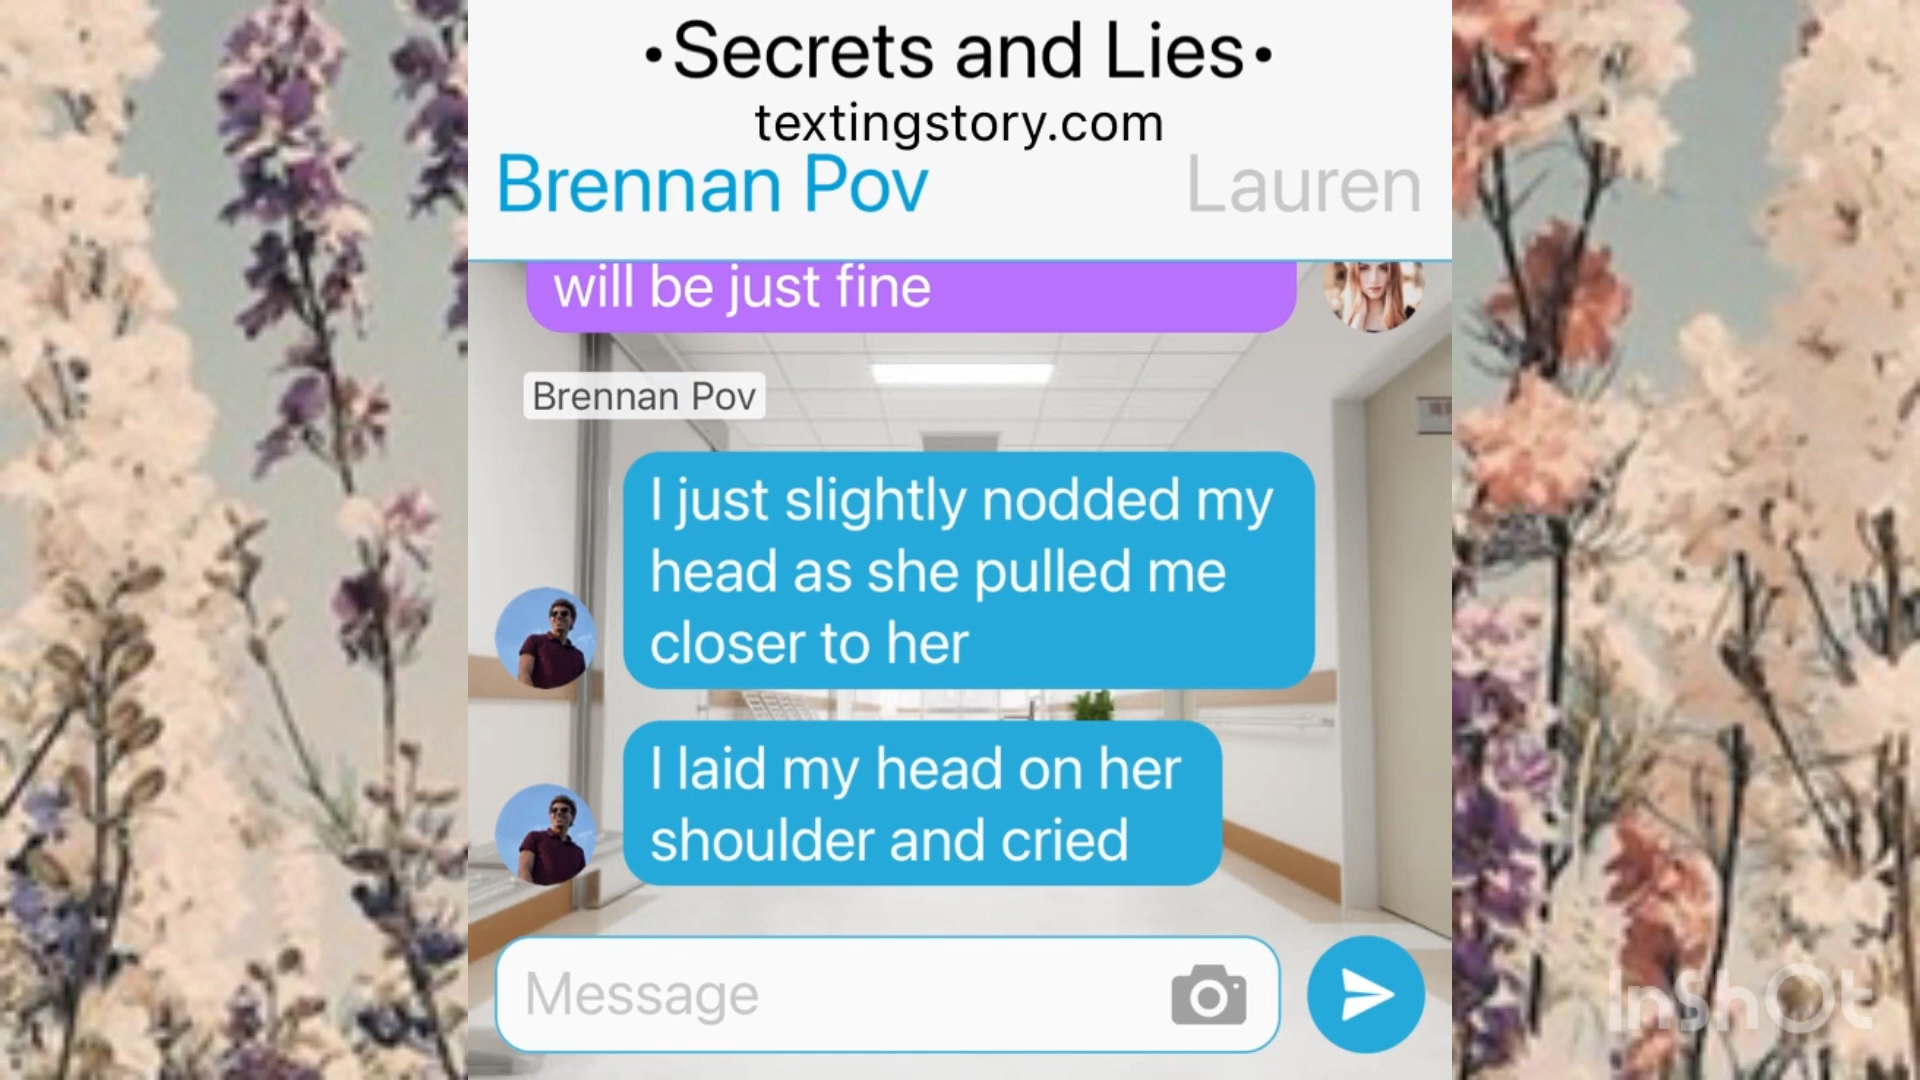 •Secrets and Lies•
textingstory.com
Brennan Pov
Lauren
will be just fine
Brennan Pov
I just slightly nodded my
head as she pulled me
closer to her
I laid my head on her
shoulder and cried
Message
InShOt